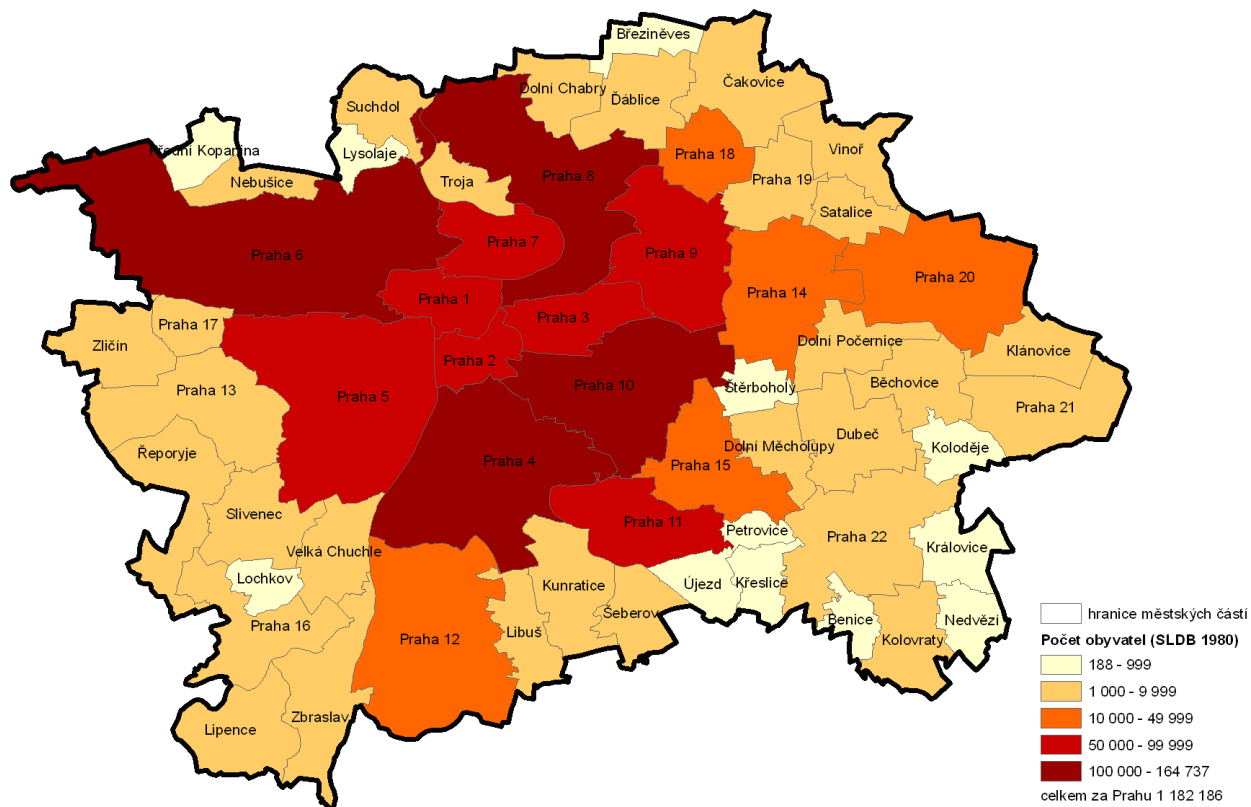 Březiněves
Dolní Chabry
Ďáblice
Čakovice
Suchdol
Přední Kopanina
Lysolaje
Nebušice
Troja
Praha 8
Praha 18
Vinoř
Praha 19
Satalice
Praha 6
Praha 7
Praha 9
Praha 20
Praha 14
Praha 1
Praha 3
Praha 17
Zličín
Dolní Počernice
Klánovice
Praha 2
Praha 10
Štěrboholy
Běchovice
Praha 13
Praha 5
Praha 21
Řeporyje
Praha 4
Praha 15
Dolní Měcholupy
Dubeč
Koloděje
Slivenec
Praha 11
Petrovice
Praha 22
Velká Chuchle
Královice
Lochkov
Kunratice
Újezd
Křeslice
Praha 16
Šeberov
Benice
Nedvězí
Praha 12
Libuš
Kolovraty
Lipence
Zbraslav
hranice městských částí
Počet obyvatel (SLDB 1980)
188 - 999
1 000 - 9 999
10 000 - 49 999
50 000 - 99 999
100 000 - 164 737
celkem za Prahu 1 182 186